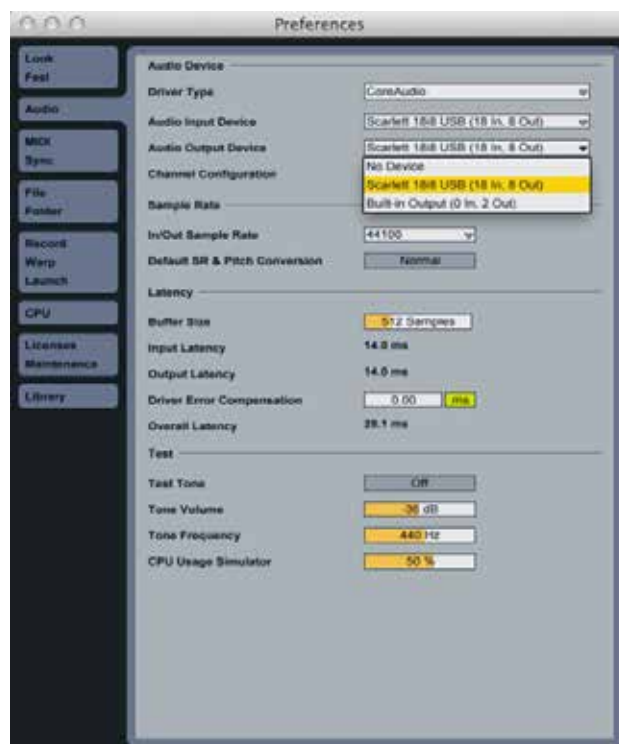 Preferences
Look
Feel
Audio
MIDI
Sync
File
Folder
Record
Warp
Launch
CPU
Licenses
Maintenance
Library
Audio Device
Driver Type CoreAudio
Audio Input Device Scarlett 18i8 USB (18 In, 8 Out)
Audio Output Device Scarlett 18i8 USB (18 In, 8 Out)
No Device
Channel Configuration Scarlett 18i8 USB (18 In, 8 Out)
Built-in Output (0 In, 2 Out)
Sample Rate
In/Out Sample Rate 44100
Default SR & Pitch Conversion Normal
Latency
Buffer Size 512 Samples
Input Latency 14.0 ms
Output Latency 14.0 ms
Driver Error Compensation 0.00 ms
Overall Latency 28.1 ms
Test
Test Tone Off
Tone Volume -36 dB
Tone Frequency 440 Hz
CPU Usage Simulator 50 %